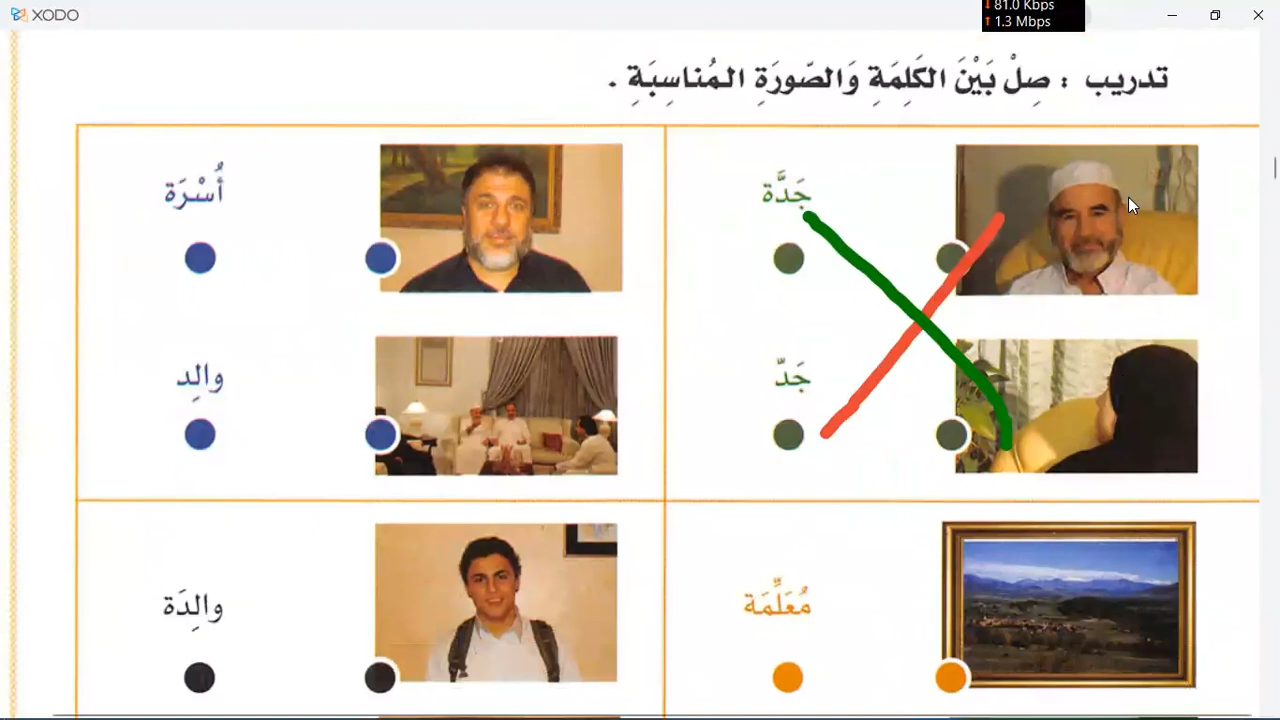 XODO
81.0 Kbps
1.3 Mbps
تدريب : صِلْ بَيْنَ الكَلِمَةِ وَالصّورَةِ المُناسِبَةِ .
جَدَّة
أُسْرَة
جَدّ
والِد
مُعَلِّمَة
والِدَة